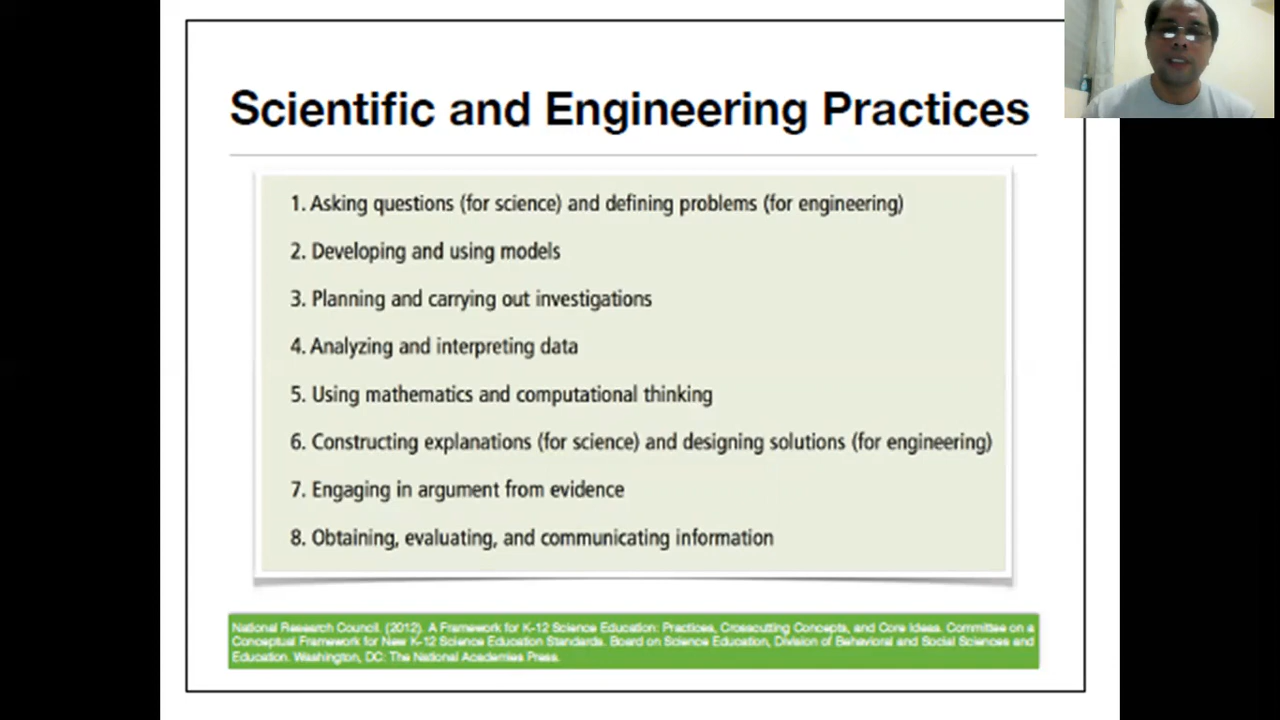 Scientific and Engineering Practices
1. Asking questions (for science) and defining problems (for engineering)
2. Developing and using models
3. Planning and carrying out investigations
4. Analyzing and interpreting data
5. Using mathematics and computational thinking
6. Constructing explanations (for science) and designing solutions (for engineering)
7. Engaging in argument from evidence
8. Obtaining, evaluating, and communicating information
National Research Council. (2012). A Framework for K-12 Science Education: Practices, Crosscutting Concepts, and Core Ideas. Committee on a
Conceptual Framework for New K-12 Science Education Standards. Board on Science Education, Division of Behavioral and Social Sciences and
Education. Washington, DC: The National Academies Press.